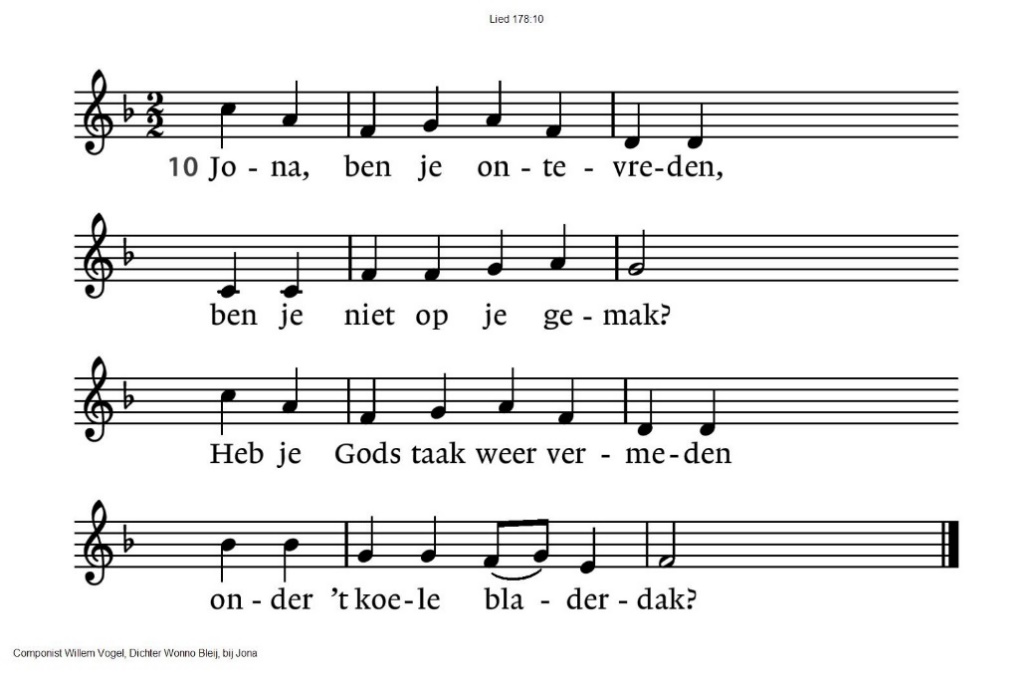 Lied 178:10
10 Jo - na, ben je on - te - vre-den,
ben je niet op je ge - mak?
Heb je Gods taak weer ver - me-den
on - der 't koe-le bla - der-dak?
Componist Willem Vogel, Dichter Wonno Bleij, bij Jona